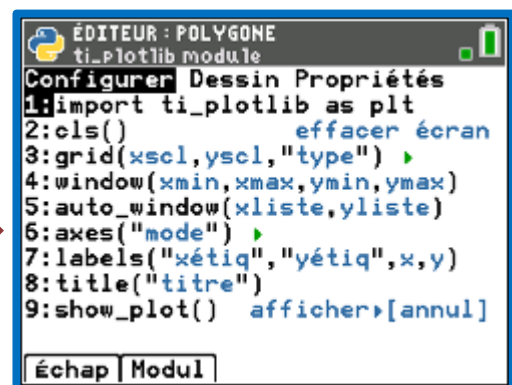 ÉDITEUR : POLYGONE
ti_plotlib module
Configurer Dessin Propriétés
1:import ti_plotlib as plt
2:cls() effacer écran
3:grid(xscl,yscl,"type") ▸
4:window(xmin,xmax,ymin,ymax)
5:auto_window(xliste,yliste)
6:axes("mode") ▸
7:labels("xétiq","yétiq",x,y)
8:title("titre")
9:show_plot() afficher▸[annul]
Échap Modul